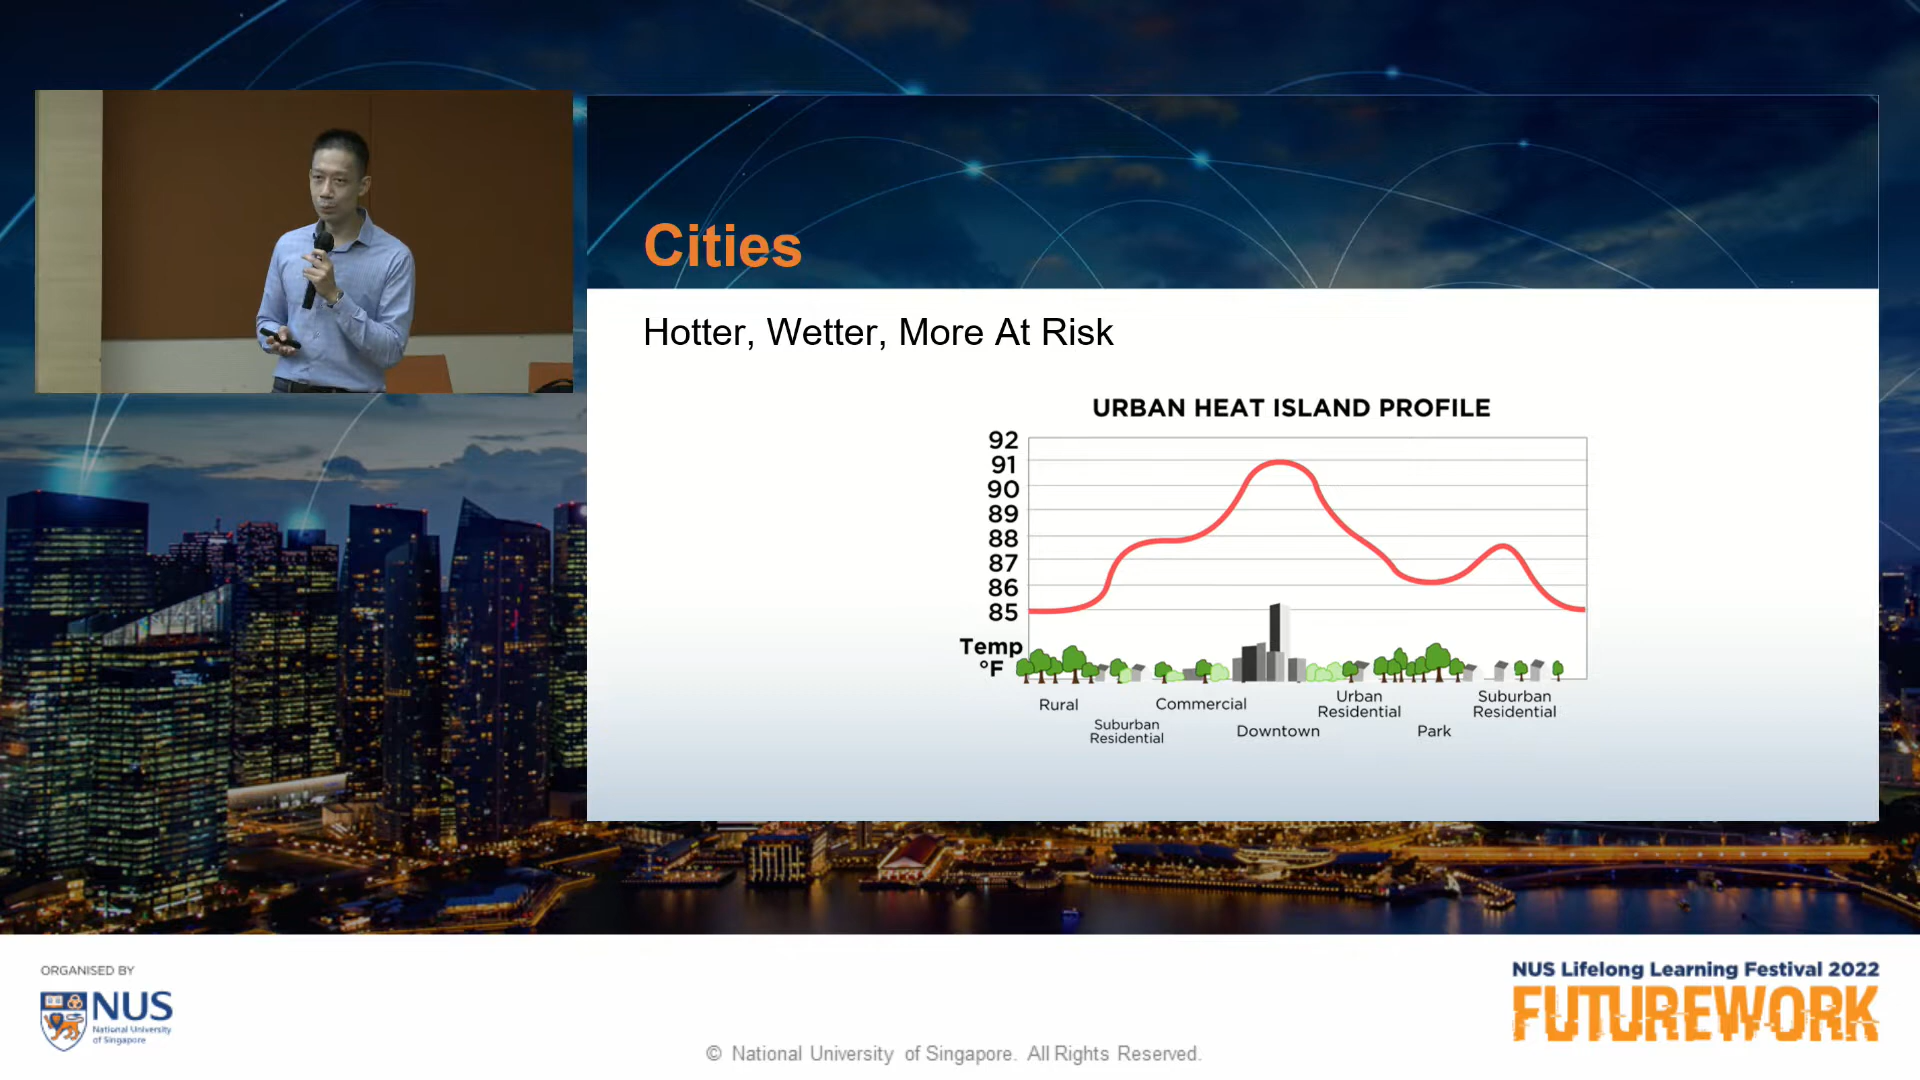 Cities
Hotter, Wetter, More At Risk
URBAN HEAT ISLAND PROFILE
92
91
90
89
88
87
86
85
Temp
°F
Rural
Suburban
Residential
Commercial
Downtown
Urban
Residential
Park
Suburban
Residential
ORGANISED BY
NUS
National University
of Singapore
NUS Lifelong Learning Festival 2022
FUTUREWORK
© National University of Singapore. All Rights Reserved.